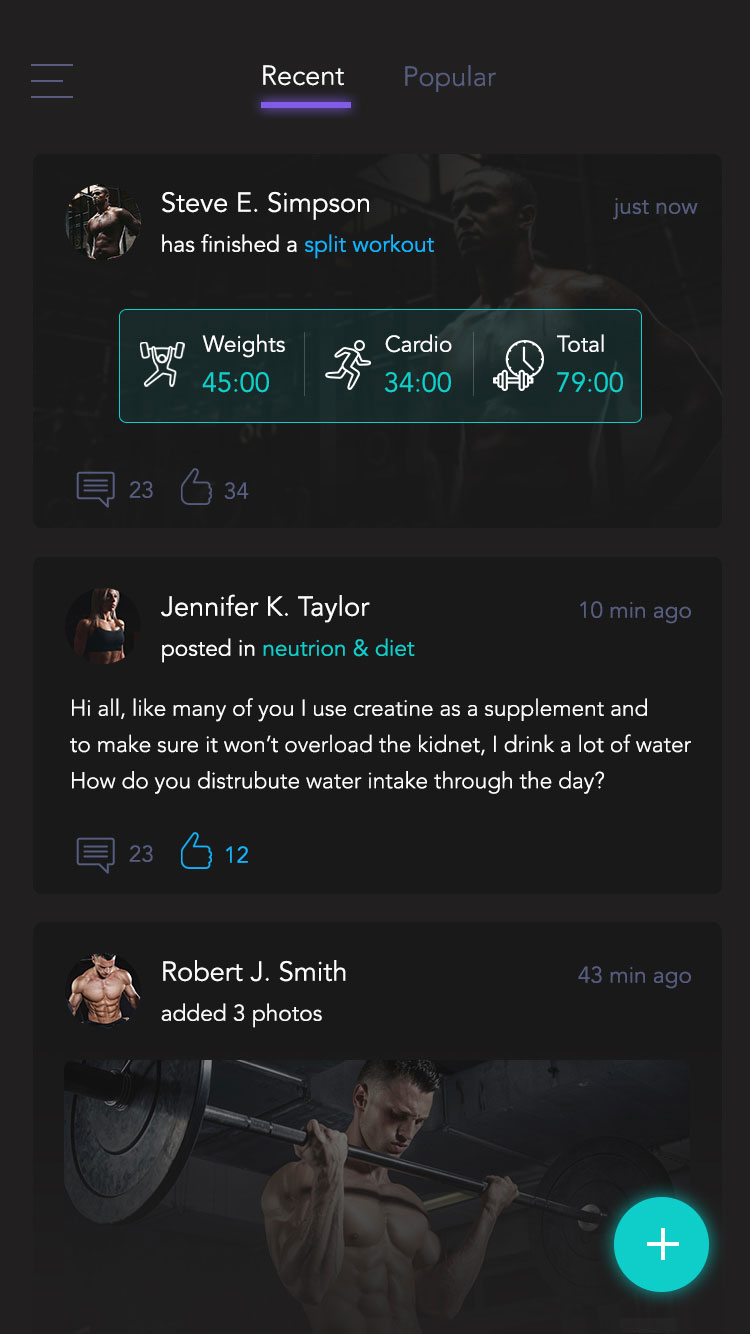 Recent Popular
Steve E. Simpson just now
has finished a split workout
Weights Cardio Total
45:00 34:00 79:00
23 34
Jennifer K. Taylor 10 min ago
posted in neutrion & diet
Hi all, like many of you I use creatine as a supplement and
to make sure it won’t overload the kidnet, I drink a lot of water
How do you distrubute water intake through the day?
23 12
Robert J. Smith 43 min ago
added 3 photos